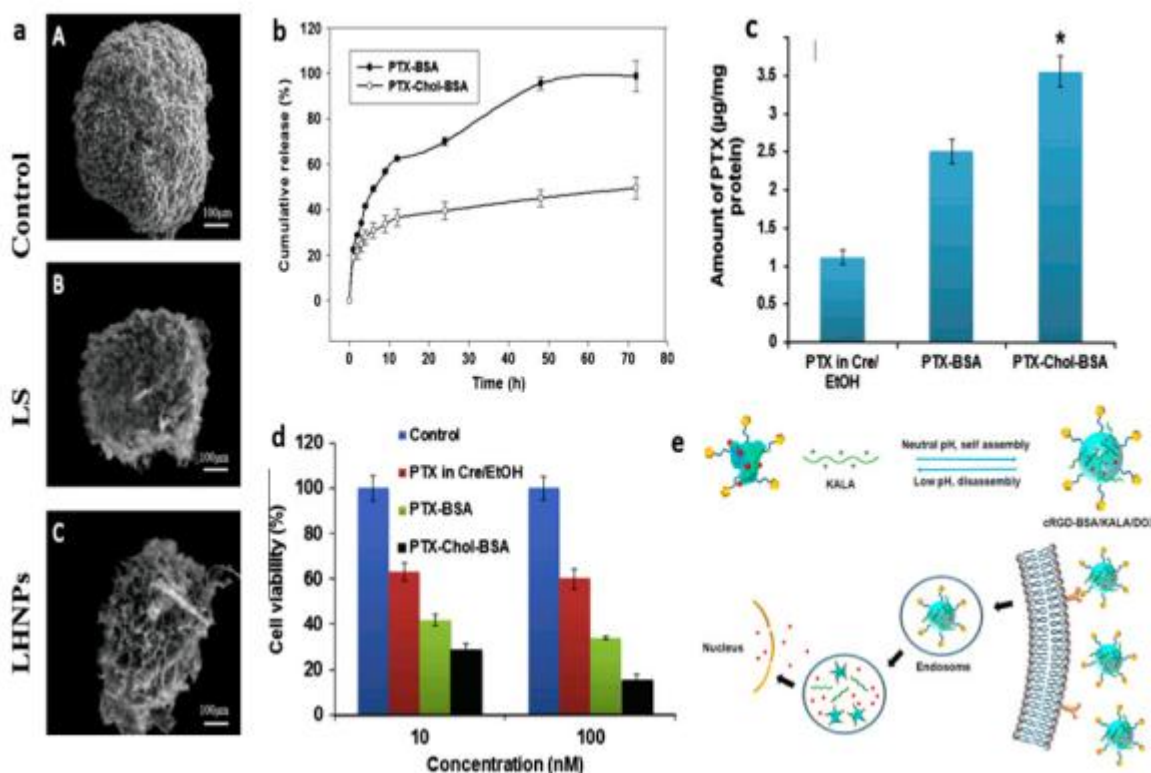 a
Control
A
100μm
LS
B
100μm
LHNPs
C
100μm
b
Cumulative release (%)
120
100
80
60
40
20
0
PTX-BSA
PTX-Chol-BSA
0 10 20 30 40 50 60 70 80
Time (h)
c
Amount of PTX (μg/mg
protein)
*
3.5
3
2.5
2
1.5
1
0.5
0
PTX in Cre/
EtOH
PTX-BSA
PTX-Chol-BSA
d
Cell viability (%)
120
100
80
60
40
20
0
Control
PTX in Cre/EtOH
PTX-BSA
PTX-Chol-BSA
10 100
Concentration (nM)
e
KALA
Neutral pH, self assembly
Low pH, disassembly
cRGD-BSA/KALA/DO
Endosome
Nucleus